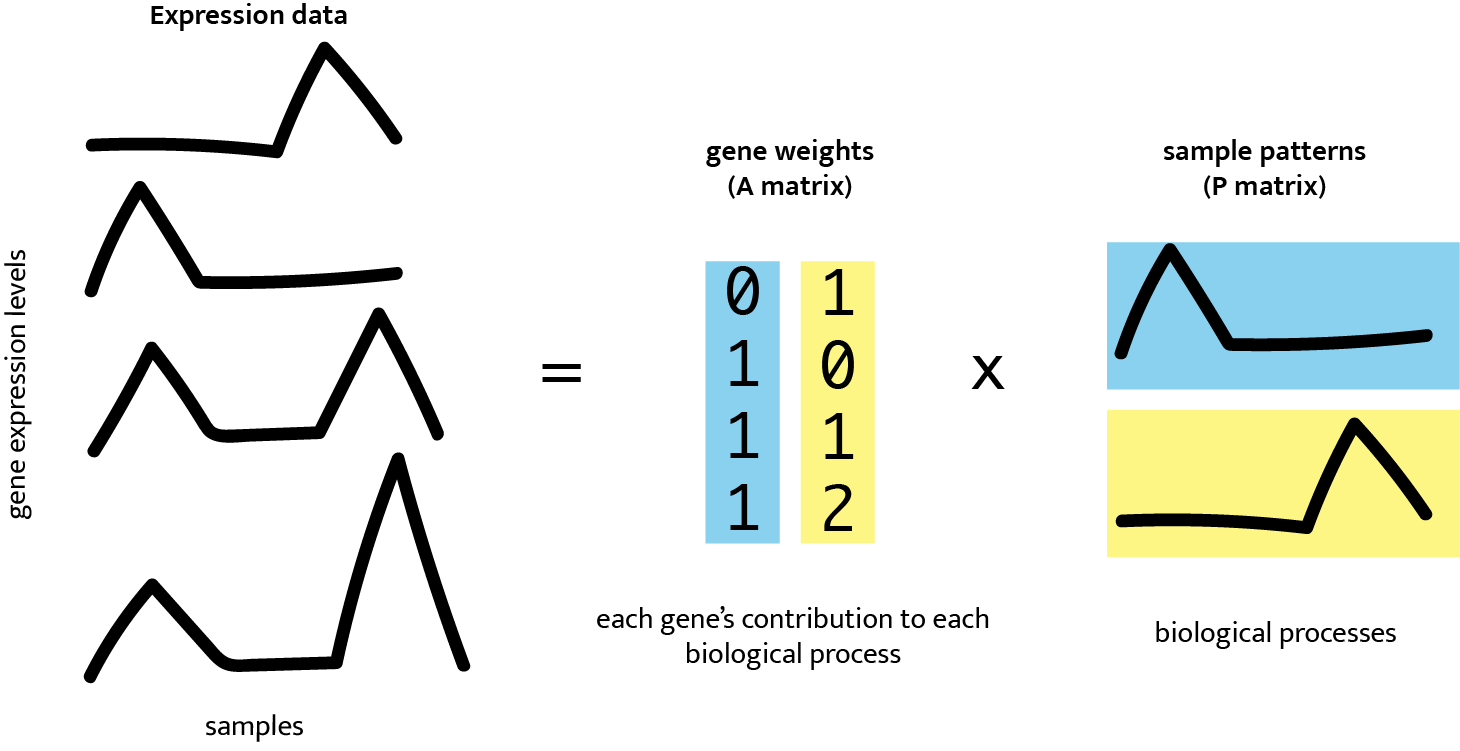 Expression data
gene expression levels
samples
=
gene weights
(A matrix)
0 1
1 0
1 1
1 2
each gene’s contribution to each
biological process
x
sample patterns
(P matrix)
biological processes